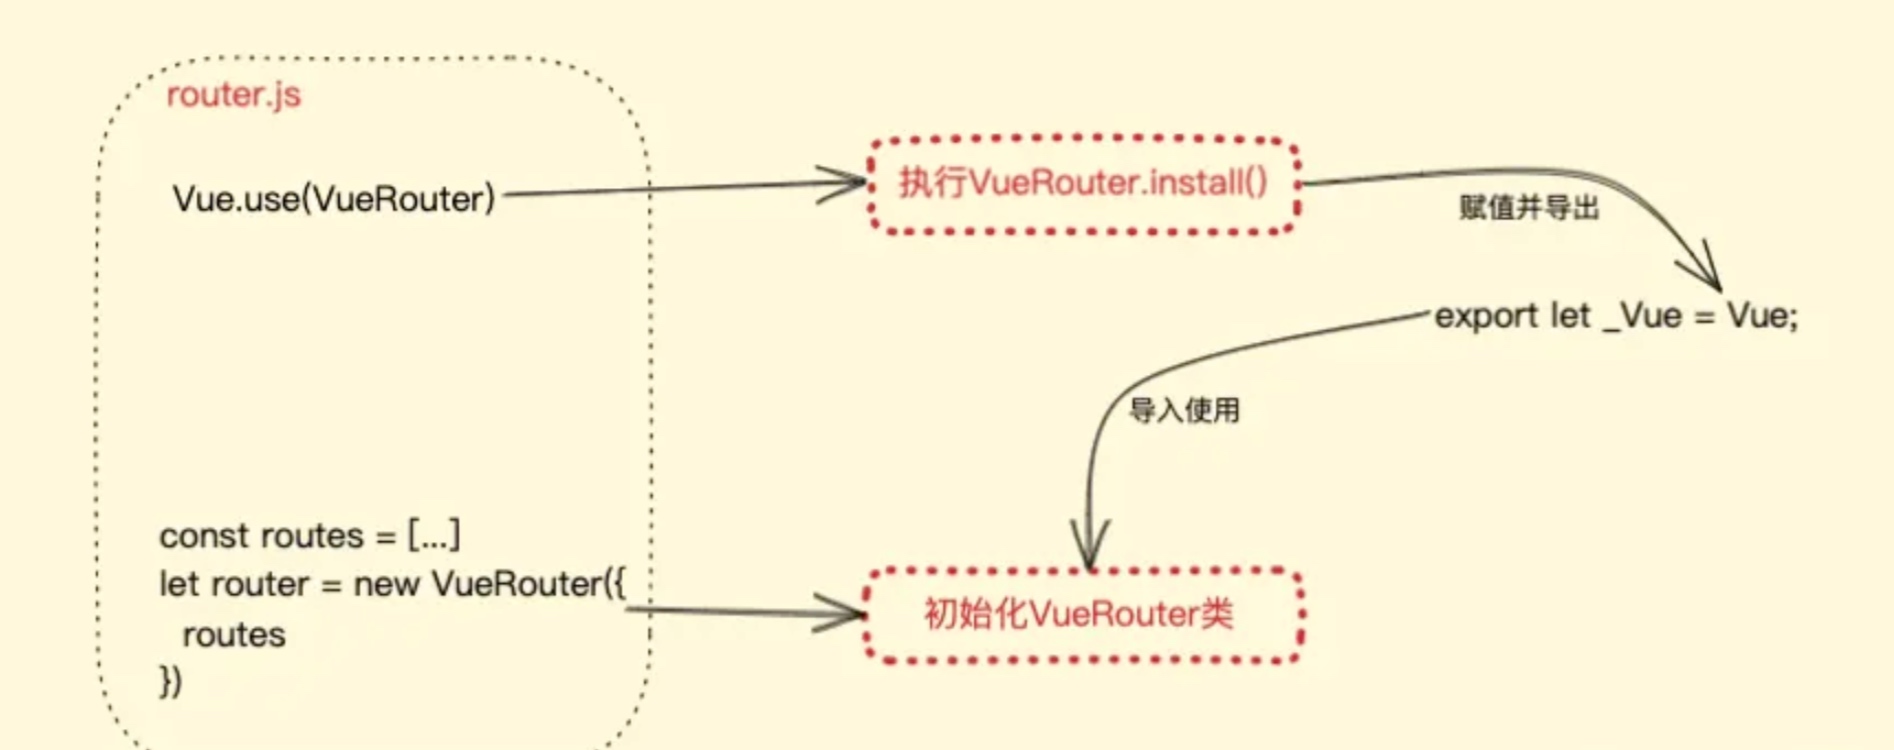 router.js
Vue.use(VueRouter)
执行VueRouter.install()
赋值并导出
export let _Vue = Vue;
导入使用
const routes = [...]
let router = new VueRouter({
routes
})
初始化VueRouter类